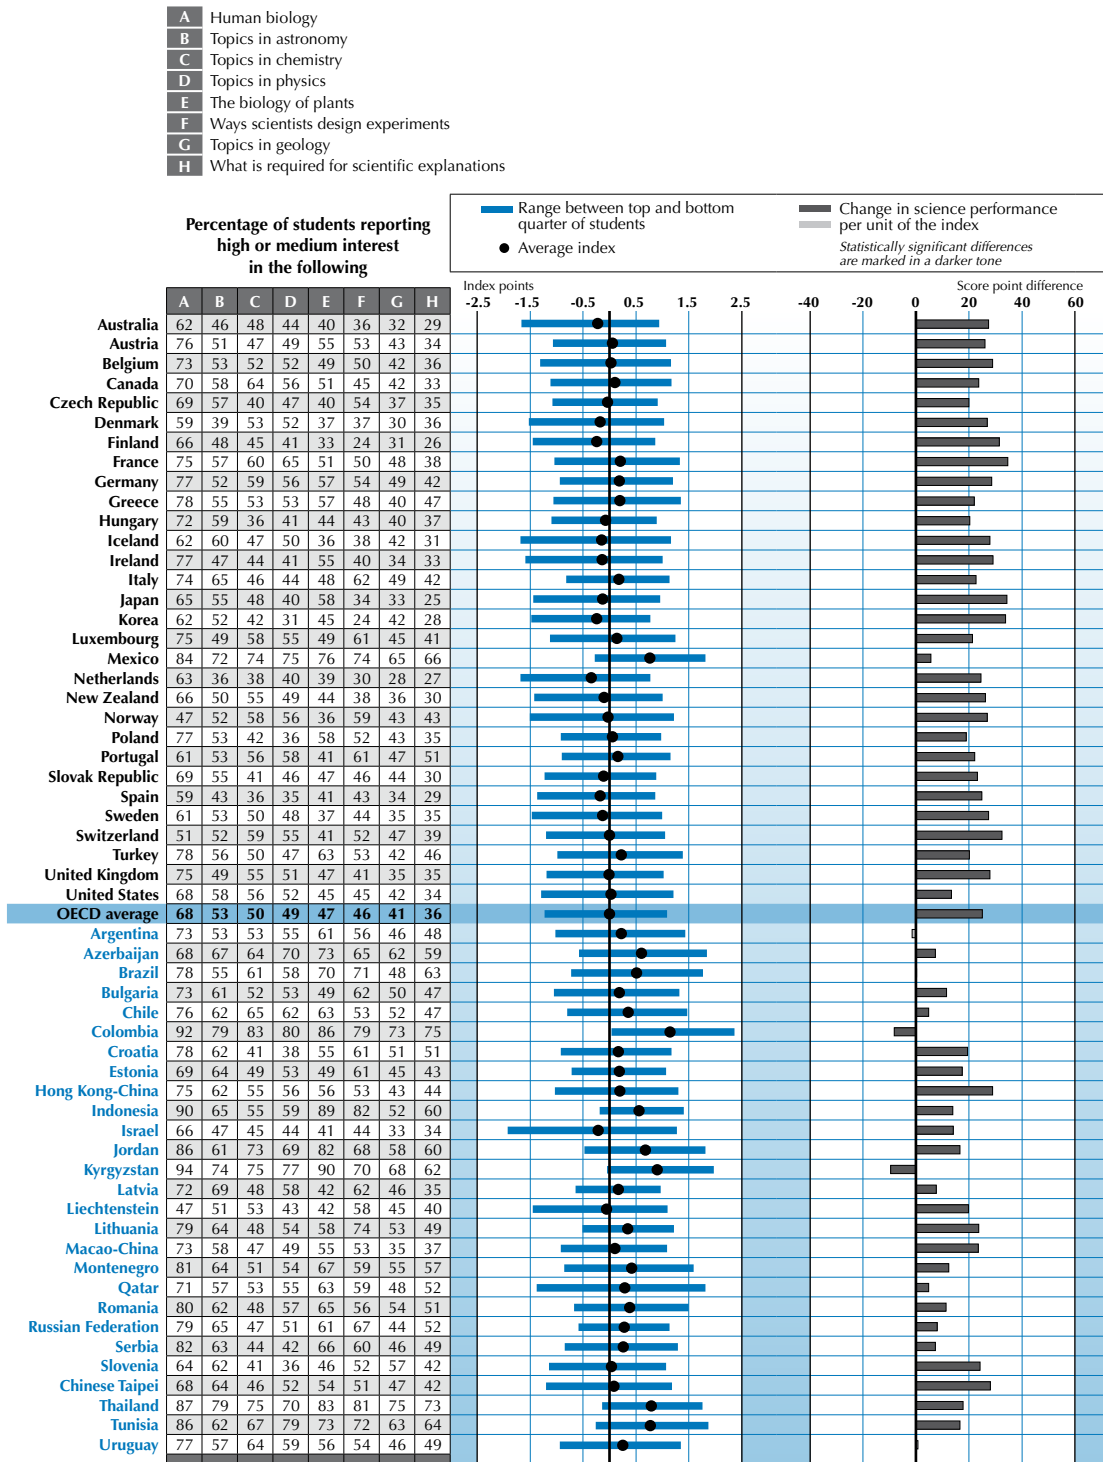 A Human biology
B Topics in astronomy
C Topics in chemistry
D Topics in physics
E The biology of plants
F Ways scientists design experiments
G Topics in geology
H What is required for scientific explanations
Percentage of students reporting
high or medium interest
in the following
Range between top and bottom
quarter of students
Average index
Change in science performance
per unit of the index
Statistically significant differences
are marked in a darker tone
Index points
Score point difference
A B C D E F G H -2.5 -1.5 -0.5 0.5 1.5 2.5 -40 -20 0 20 40 60
Australia 62 46 48 44 40 36 32 29
Austria 76 51 47 49 55 53 43 34
Belgium 73 53 52 52 49 50 42 36
Canada 70 58 64 56 51 45 42 33
Czech Republic 69 57 40 47 40 54 37 35
Denmark 59 39 53 52 37 37 30 36
Finland 66 48 45 41 33 24 31 26
France 75 57 60 65 51 50 48 38
Germany 77 52 59 56 57 54 49 42
Greece 78 55 53 53 57 48 40 47
Hungary 72 59 36 41 44 43 40 37
Iceland 62 60 47 50 36 38 42 31
Ireland 77 47 44 41 55 40 34 33
Italy 74 65 46 44 48 62 49 42
Japan 65 55 48 40 58 34 33 25
Korea 62 52 42 31 45 24 42 28
Luxembourg 75 49 58 55 49 61 45 41
Mexico 84 72 74 75 76 74 65 66
Netherlands 63 36 38 40 39 30 28 27
New Zealand 66 50 55 49 44 38 36 30
Norway 47 52 58 56 36 59 43 43
Poland 77 53 42 36 58 52 43 35
Portugal 61 53 56 58 41 61 47 51
Slovak Republic 69 55 41 46 47 46 44 30
Spain 59 43 36 35 41 43 34 29
Sweden 61 53 50 48 37 44 35 35
Switzerland 51 52 59 55 41 52 47 39
Turkey 78 56 50 47 63 53 42 46
United Kingdom 75 49 55 51 47 41 35 35
United States 68 58 56 52 45 45 42 34
OECD average 68 53 50 49 47 46 41 36
Argentina 73 53 53 55 61 56 46 48
Azerbaijan 68 67 64 70 73 65 62 59
Brazil 78 55 61 58 70 71 48 63
Bulgaria 73 61 52 53 49 62 50 47
Chile 76 62 65 62 63 53 52 47
Colombia 92 79 83 80 86 79 73 75
Croatia 78 62 41 38 55 61 51 51
Estonia 69 64 49 53 49 61 45 43
Hong Kong-China 75 62 55 56 56 53 43 44
Indonesia 90 65 55 59 89 82 52 60
Israel 66 47 45 44 41 44 33 34
Jordan 86 61 73 69 82 68 58 60
Kyrgyzstan 94 74 75 77 90 70 68 62
Latvia 72 69 48 58 42 62 46 35
Liechtenstein 47 51 53 43 42 58 45 40
Lithuania 79 64 48 54 58 74 53 49
Macao-China 73 58 47 49 55 53 35 37
Montenegro 81 64 51 54 67 59 55 57
Qatar 71 57 53 55 63 59 48 52
Romania 80 62 48 57 65 56 54 51
Russian Federation 79 65 47 51 61 67 44 52
Serbia 82 63 44 42 66 60 46 49
Slovenia 64 62 41 36 46 52 57 42
Chinese Taipei 68 64 46 52 54 51 47 42
Thailand 87 79 75 70 83 81 75 73
Tunisia 86 62 67 79 73 72 63 64
Uruguay 77 57 64 59 56 54 46 49